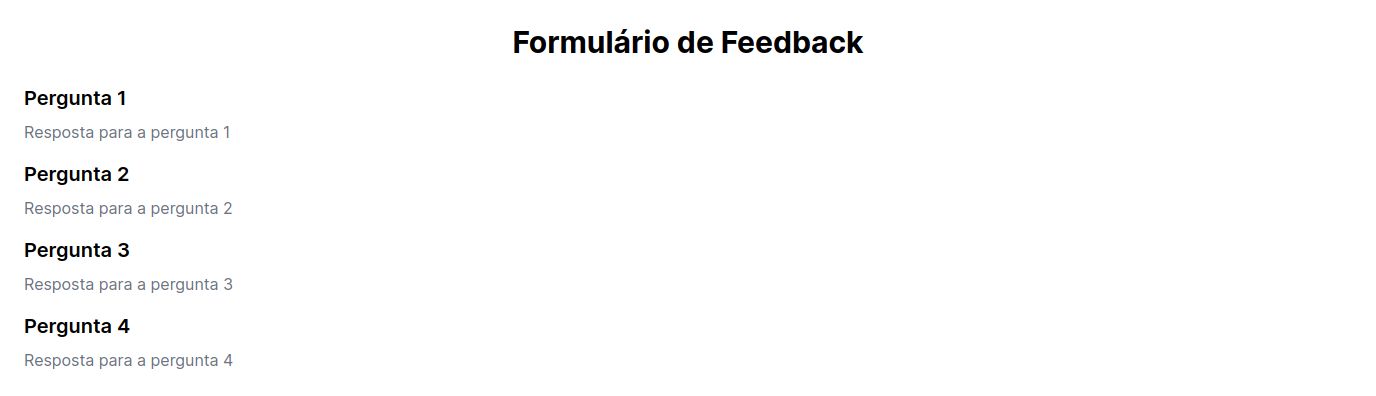 Formulário de Feedback
Pergunta 1
Resposta para a pergunta 1
Pergunta 2
Resposta para a pergunta 2
Pergunta 3
Resposta para a pergunta 3
Pergunta 4
Resposta para a pergunta 4